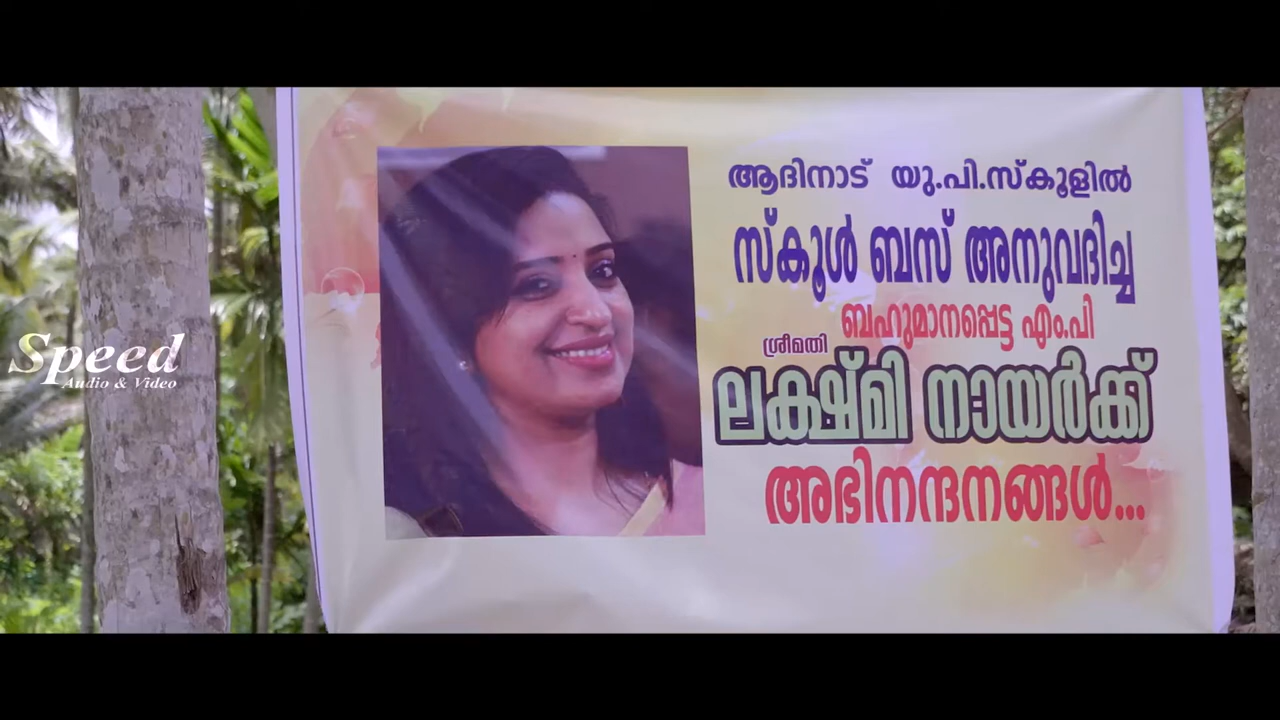 Speed
Audio & Video
ആദിനാട് യു.പി.സ്കൂളിൽ
സ്കൂൾ ബസ് അനുവദിച്ച
ബഹുമാനപ്പെട്ട എം.പി
ശ്രീമതി
ലക്ഷ്മി നായർക്ക്
അഭിനന്ദനങ്ങൾ...